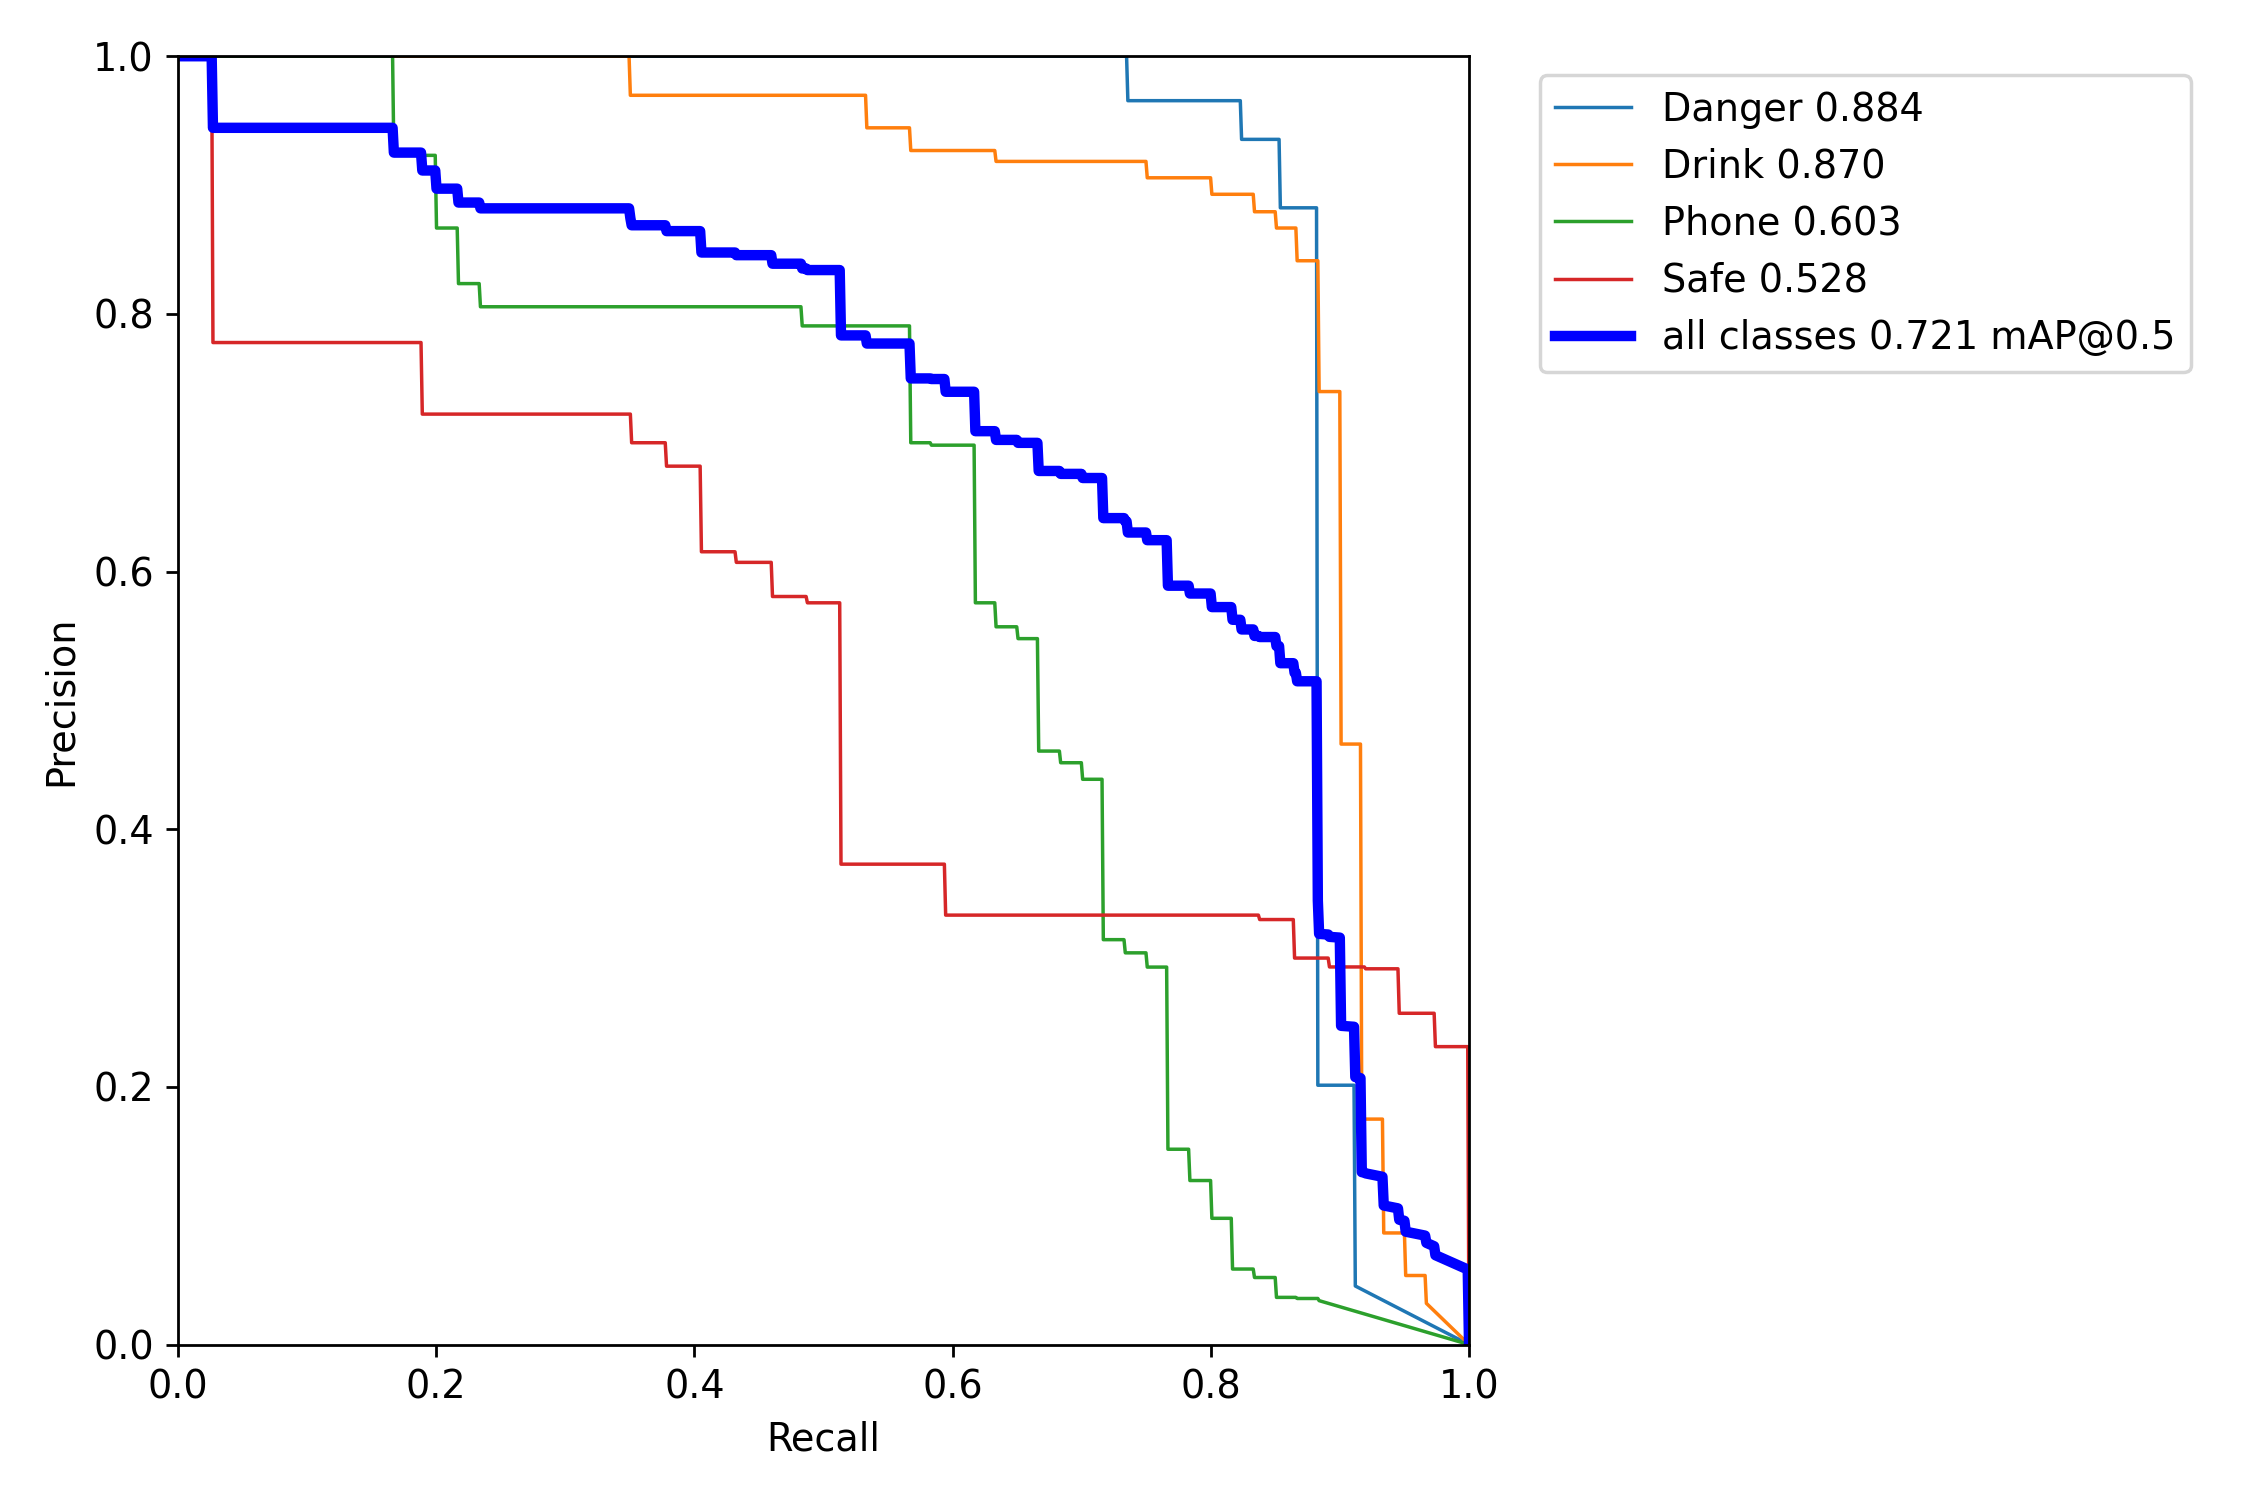 1.0
0.8
0.6
0.4
0.2
0.0
0.0 0.2 0.4 0.6 0.8 1.0
Precision
Recall
Danger 0.884
Drink 0.870
Phone 0.603
Safe 0.528
all classes 0.721 mAP@0.5